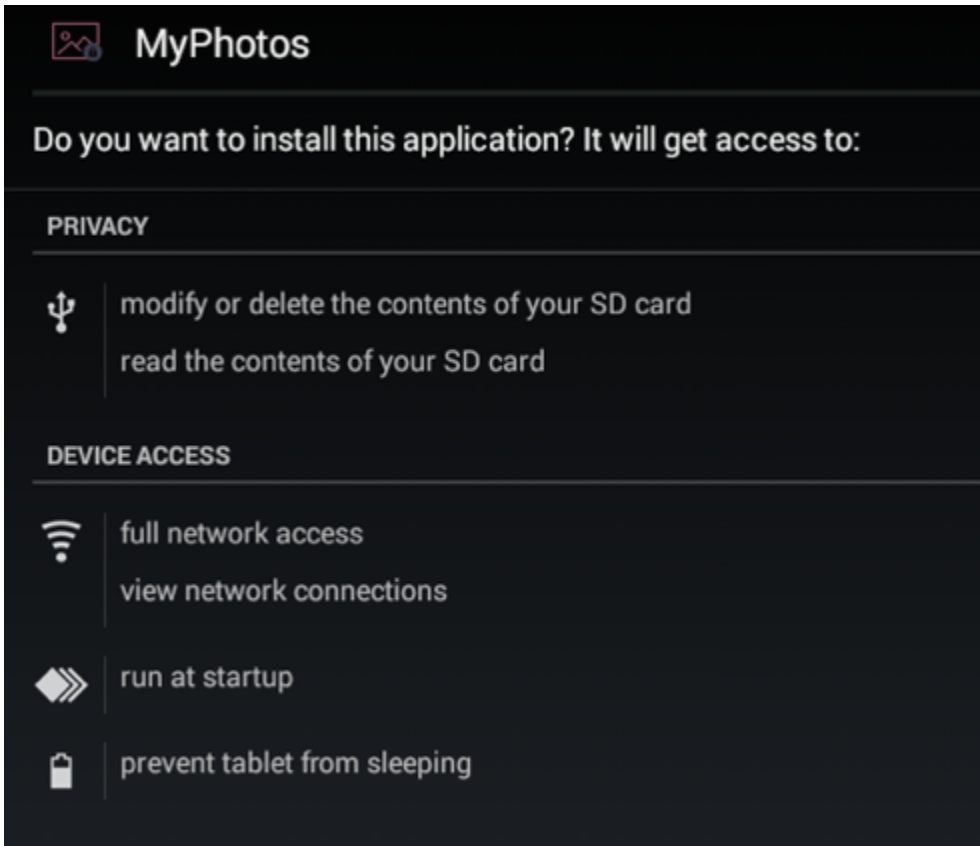 MyPhotos
Do you want to install this application? It will get access to:
PRIVACY
modify or delete the contents of your SD card
read the contents of your SD card
DEVICE ACCESS
full network access
view network connections
run at startup
prevent tablet from sleeping